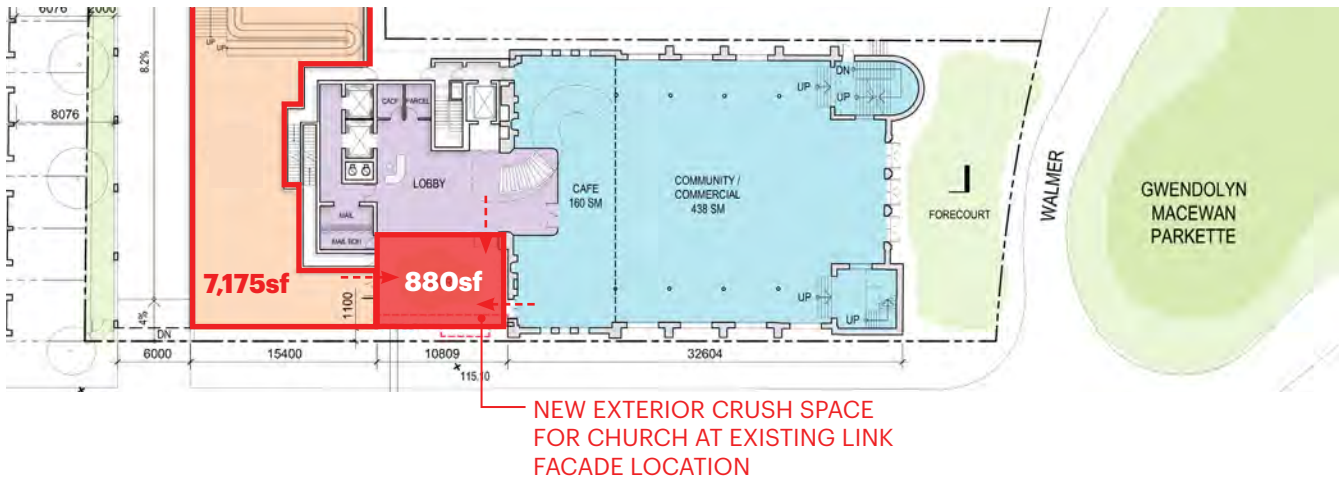 6076
2000
UP
UP
8.2%
8076
CACF
PARCEL
LOBBY
MAIL
CAFE
160 SM
COMMUNITY /
COMMERCIAL
438 SM
DN
UP
UP
FORECOURT
WALMER
GWENDOLYN
MACEWAN
PARKETTE
7,175sf
880sf
1100
4%
DN
UP
UP
6000
15400
10809
32604
NEW EXTERIOR CRUSH SPACE
FOR CHURCH AT EXISTING LINK
FACADE LOCATION